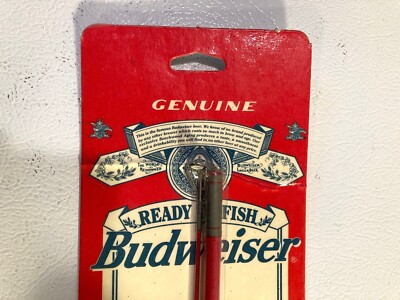 GENUINE
This is the famous Budweiser beer. We know of no brand produced
by any other brewer which costs so much to brew and age. Our
exclusive Beechwood Aging produces a taste, a smoothness
and a drinkability you will find in no other beer at any price.
READY FISH
Budweiser